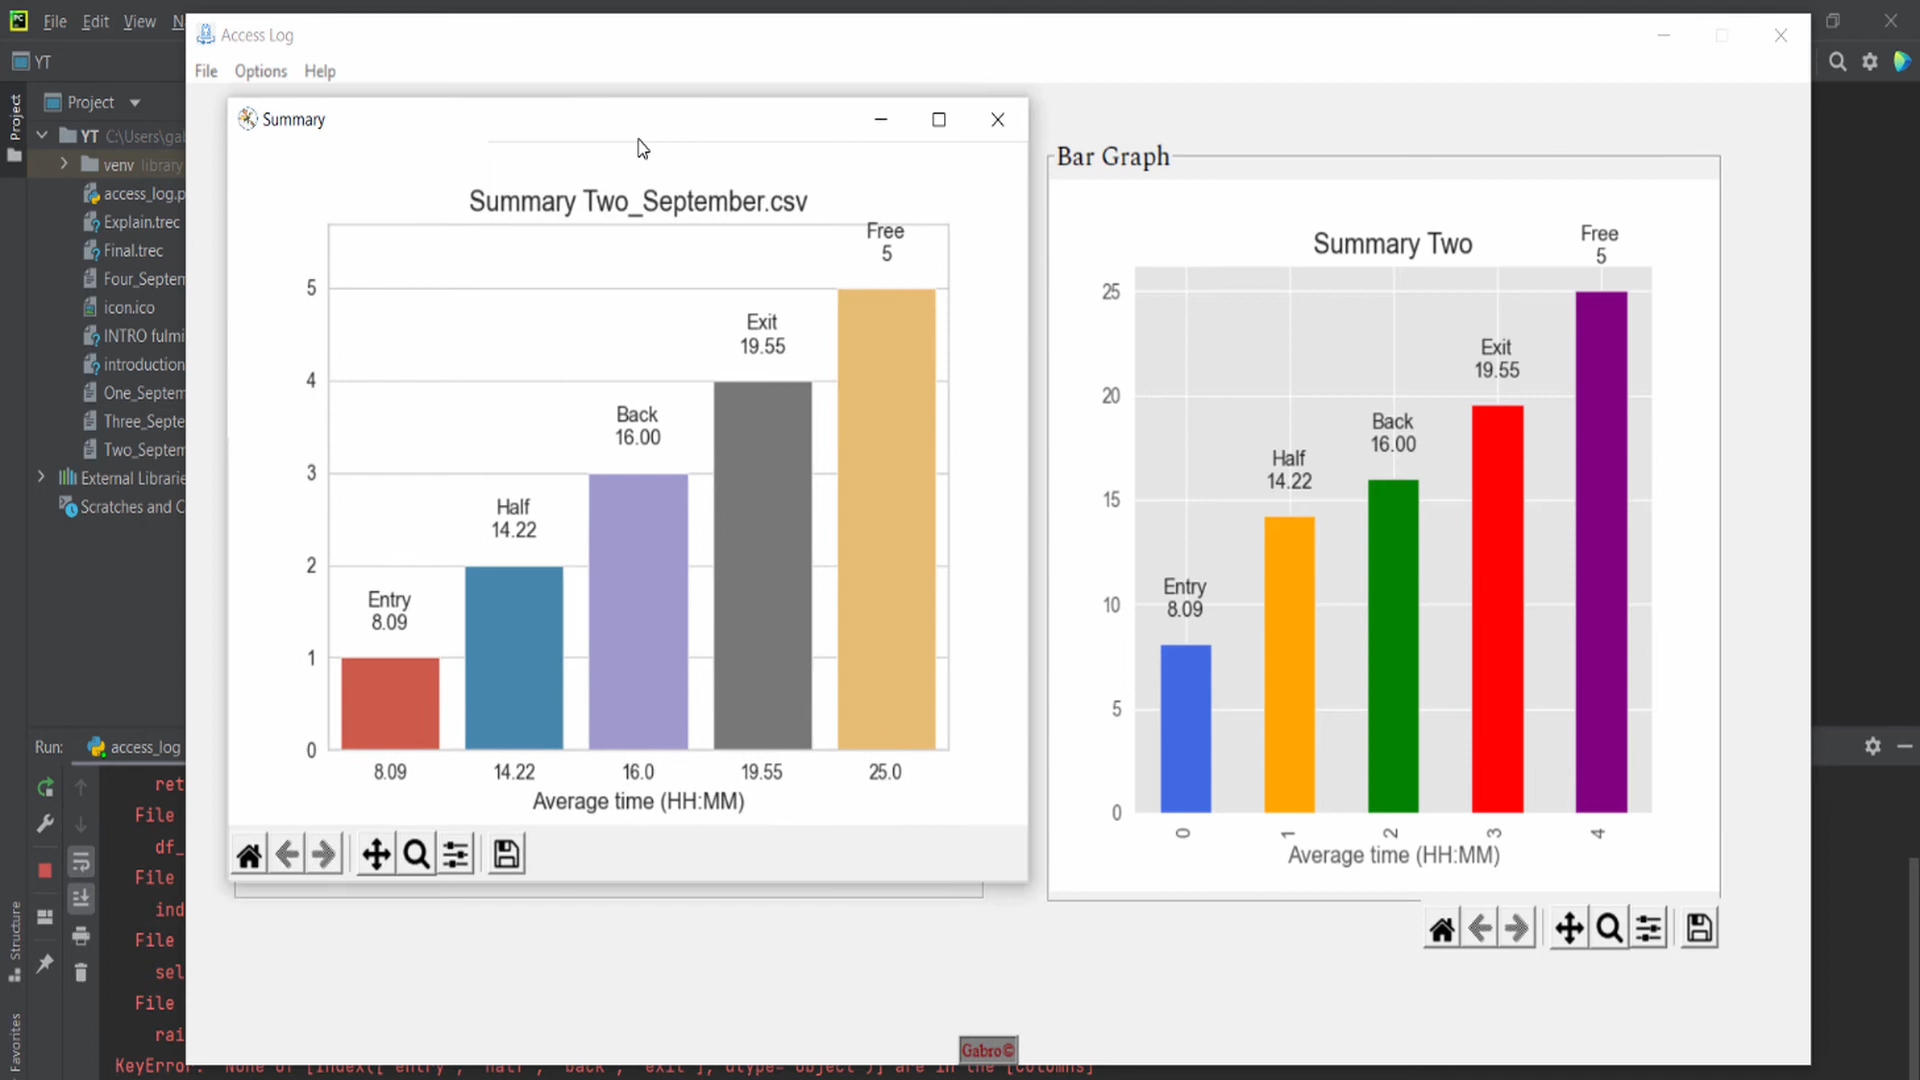 File Edit View
YT
Project
Project
YT C:\Users\ga
venv library
access_log.p
Explain.trec
Final.trec
Four_Septem
icon.ico
INTRO fulmi
introduction
One_Septem
Three_Septe
Two_Septem
External Librarie
Scratches and C
Access Log
File Options Help
Summary
Summary Two_September.csv
Free
5
Exit
19.55
Back
16.00
Half
14.22
Entry
8.09
5
4
3
2
1
0
8.09 14.22 16.0 19.55 25.0
Average time (HH:MM)
Bar Graph
Summary Two
Free
5
Exit
19.55
Back
16.00
Half
14.22
Entry
8.09
25
20
15
10
5
0
0 1 2 3 4
Average time (HH:MM)
Run: access_log
ret
File
df_
File
ind
File
sel
File
rai
KeyError:
Structure
Favorites
Gabro©